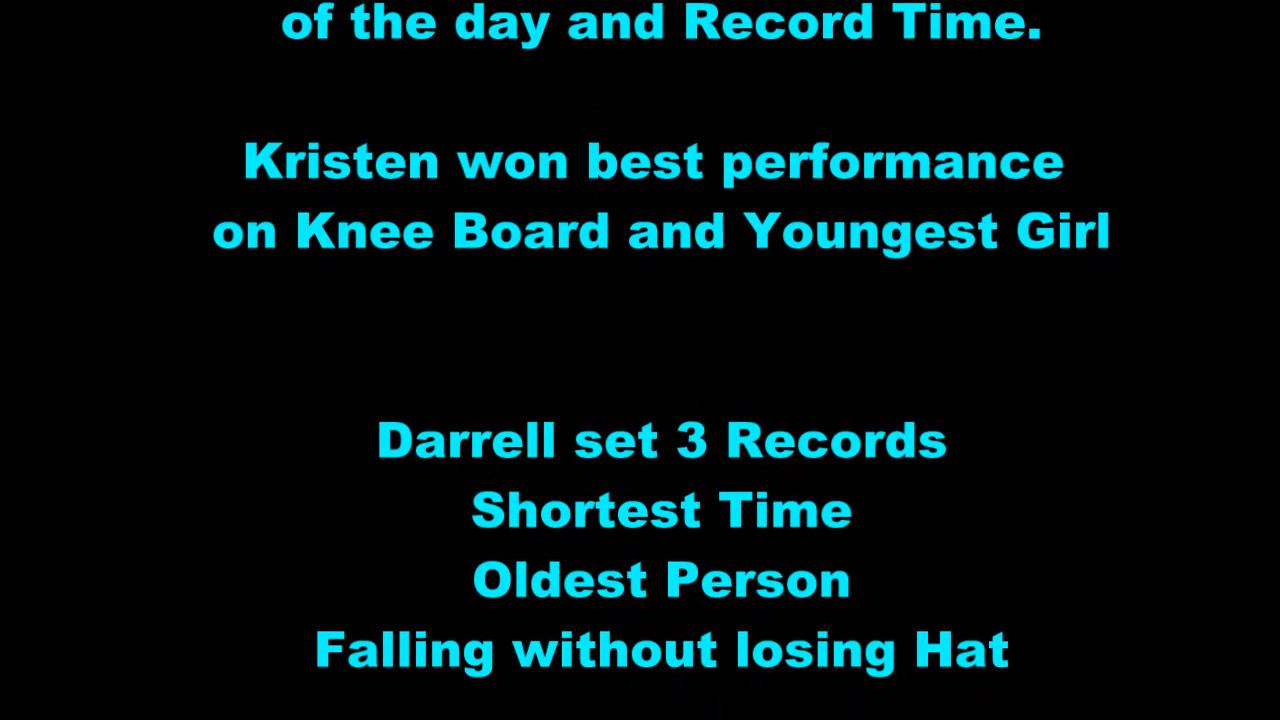 of the day and Record Time.
Kristen won best performance
on Knee Board and Youngest Girl
Darrell set 3 Records
Shortest Time
Oldest Person
Falling without losing Hat